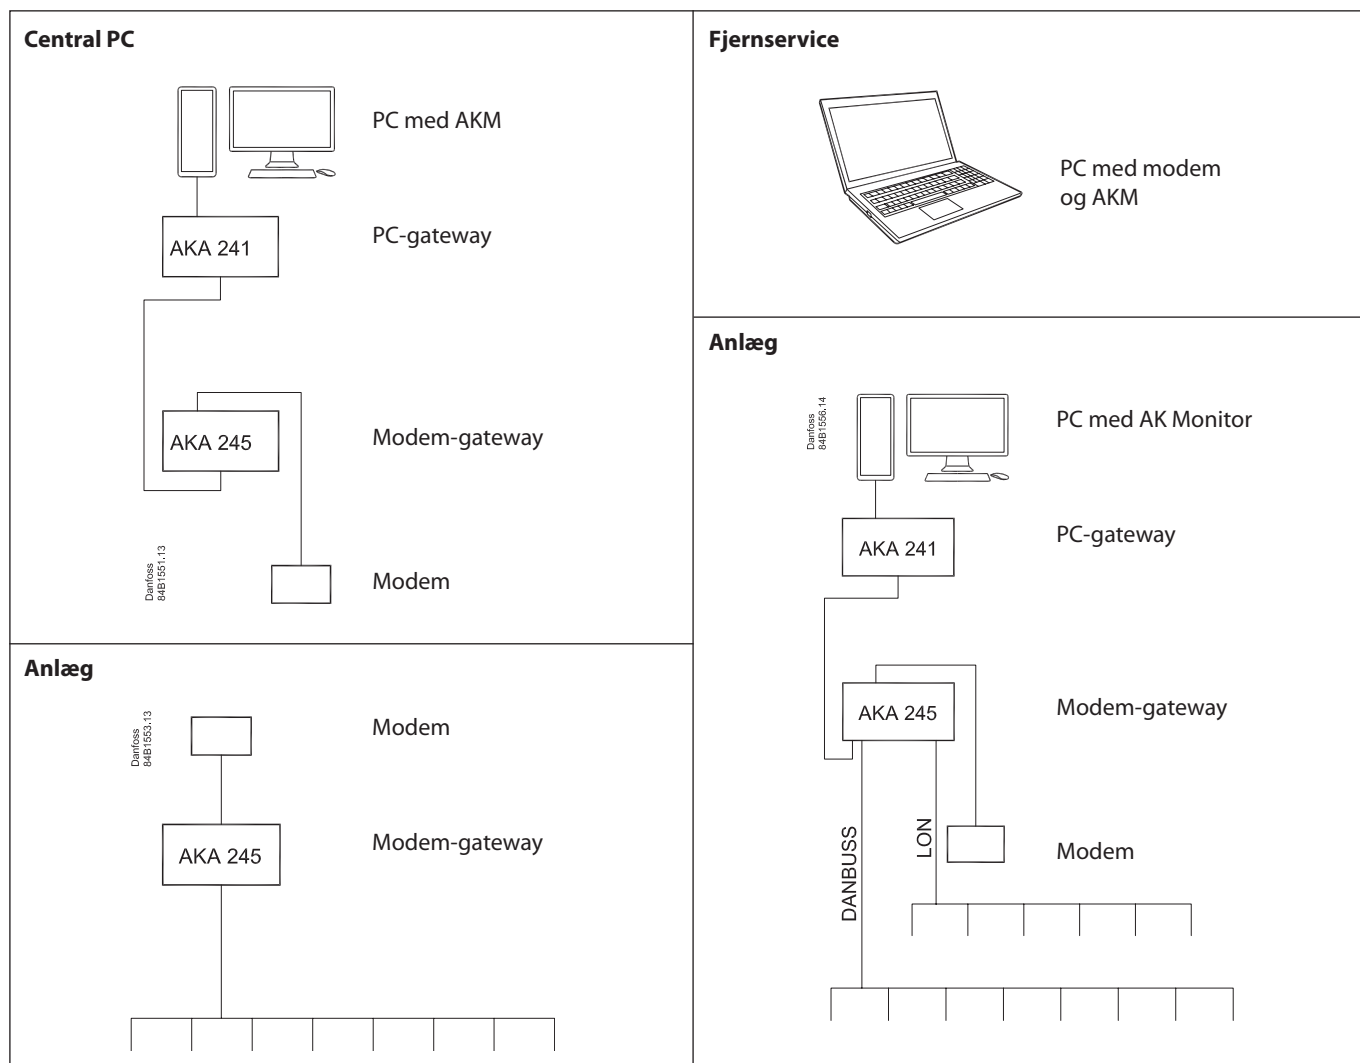 Central PC
PC med AKM
AKA 241
PC-gateway
AKA 245
Modem-gateway
Danfoss
84B1551.13
Modem
Anlæg
Danfoss
84B1553.13
Modem
AKA 245
Modem-gateway
Fjernservice
PC med modem
og AKM
Anlæg
Danfoss
84B1556.14
PC med AK Monitor
AKA 241
PC-gateway
AKA 245
Modem-gateway
DANBUSS
LON
Modem